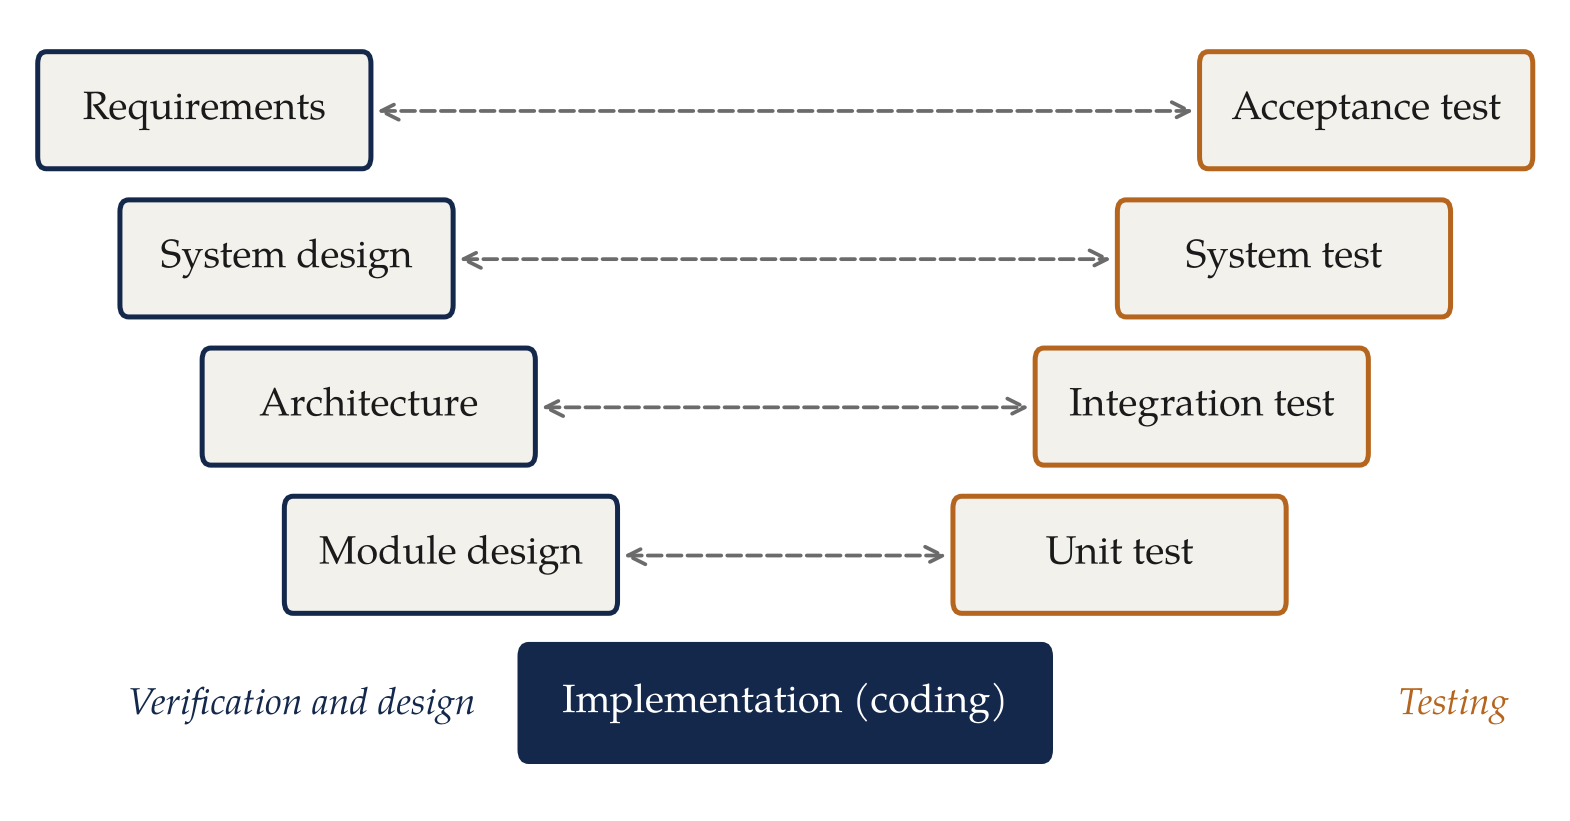 Requirements
Acceptance test
System design
System test
Architecture
Integration test
Module design
Unit test
Verification and design
Implementation (coding)
Testing